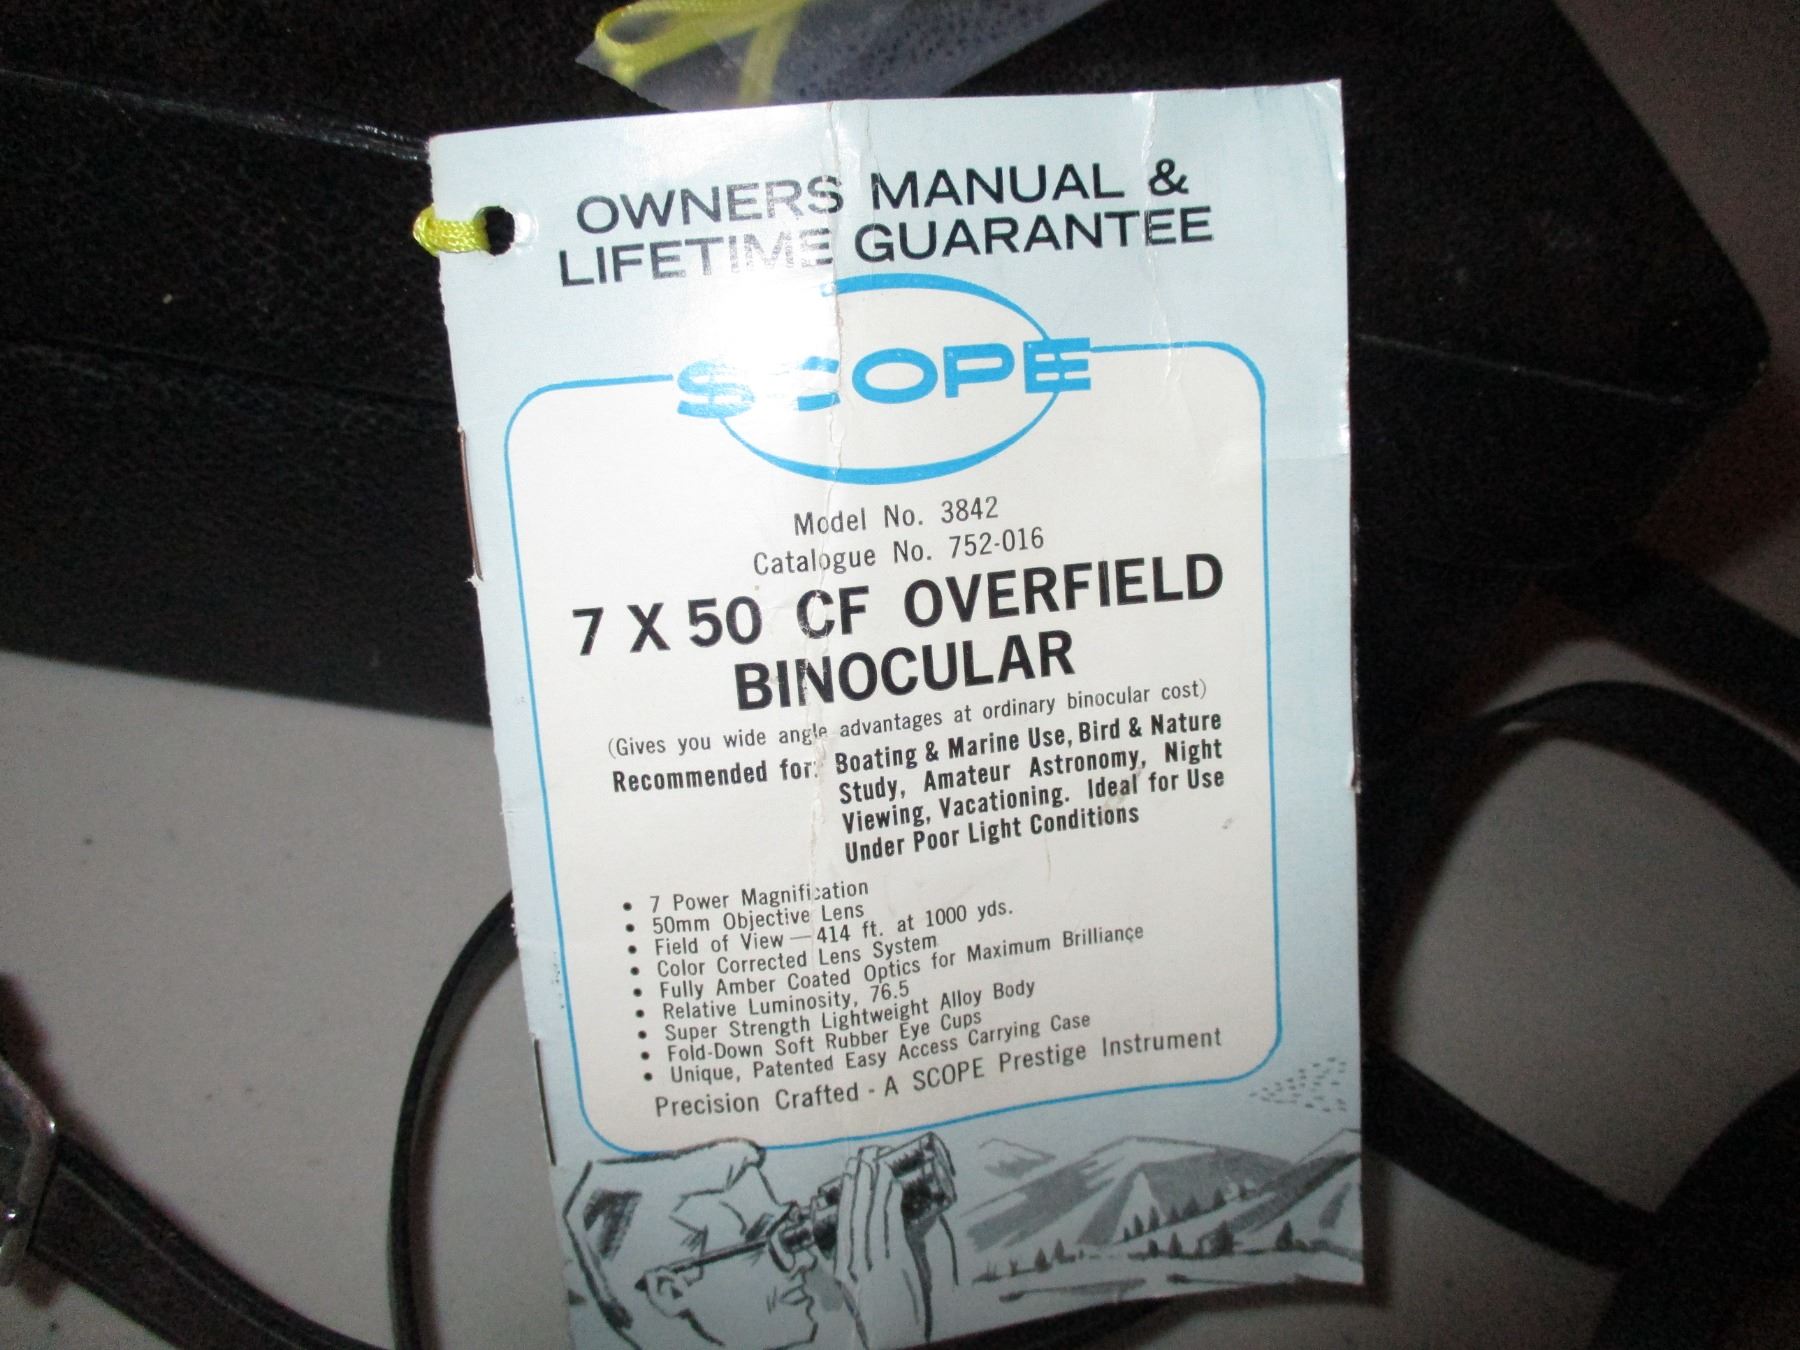 OWNERS MANUAL &
LIFETIME GUARANTEE
SCOPE
Model No. 3842
Catalogue No. 752-016
7 X 50 CF OVERFIELD
BINOCULAR
(Gives you wide angle advantages at ordinary binocular cost)
Recommended for: Boating & Marine Use, Bird & Nature
Study, Amateur Astronomy, Night
Viewing, Vacationing. Ideal for Use
Under Poor Light Conditions
• 7 Power Magnification
• 50mm Objective Lens
• Field of View — 414 ft. at 1000 yds.
• Color Corrected Lens System
• Fully Amber Coated Optics for Maximum Brilliance
• Relative Luminosity, 76.5
• Super Strength Lightweight Alloy Body
• Fold-Down Soft Rubber Eye Cups
• Unique, Patented Easy Access Carrying Case
Precision Crafted - A SCOPE Prestige Instrument